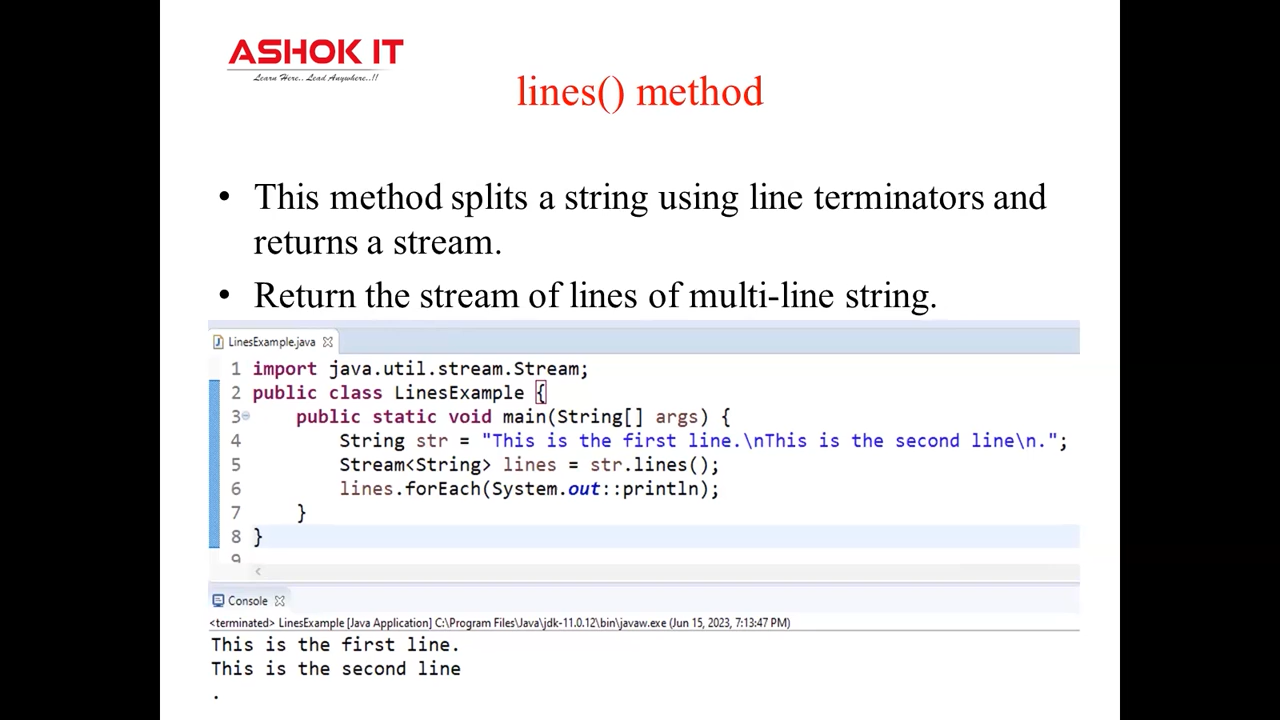 ASHOK IT
Learn Here.. Lead Anywhere..!!
lines() method
• This method splits a string using line terminators and
returns a stream.
• Return the stream of lines of multi-line string.
LinesExample.java
1 import java.util.stream.Stream;
2 public class LinesExample {
3 public static void main(String[] args) {
4 String str = "This is the first line.\nThis is the second line\n.";
5 Stream<String> lines = str.lines();
6 lines.forEach(System.out::println);
7 }
8 }
9
Console
<terminated> LinesExample [Java Application] C:\Program Files\Java\jdk-11.0.12\bin\javaw.exe (Jun 15, 2023, 7:13:47 PM)
This is the first line.
This is the second line
.